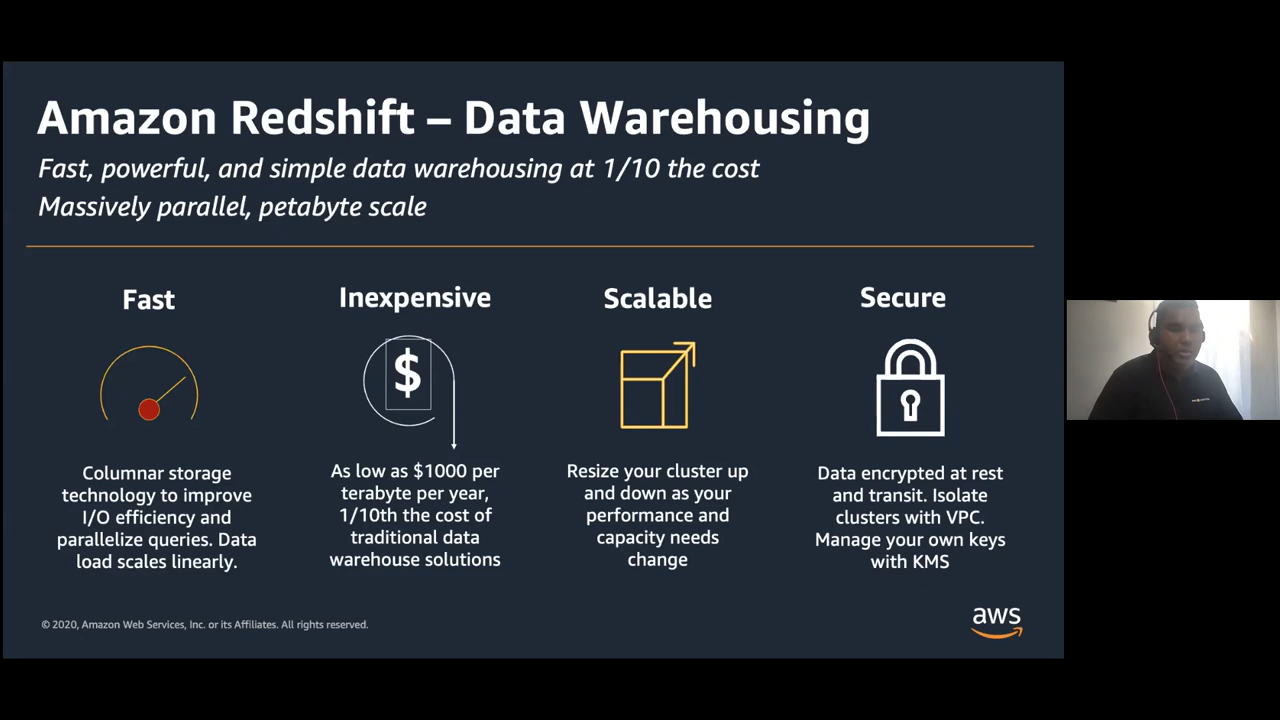 Amazon Redshift – Data Warehousing
Fast, powerful, and simple data warehousing at 1/10 the cost
Massively parallel, petabyte scale
Fast
Columnar storage
technology to improve
I/O efficiency and
parallelize queries. Data
load scales linearly.
Inexpensive
$
As low as $1000 per
terabyte per year,
1/10th the cost of
traditional data
warehouse solutions
Scalable
Resize your cluster up
and down as your
performance and
capacity needs
change
Secure
Data encrypted at rest
and transit. Isolate
clusters with VPC.
Manage your own keys
with KMS
© 2020, Amazon Web Services, Inc. or its Affiliates. All rights reserved.
aws